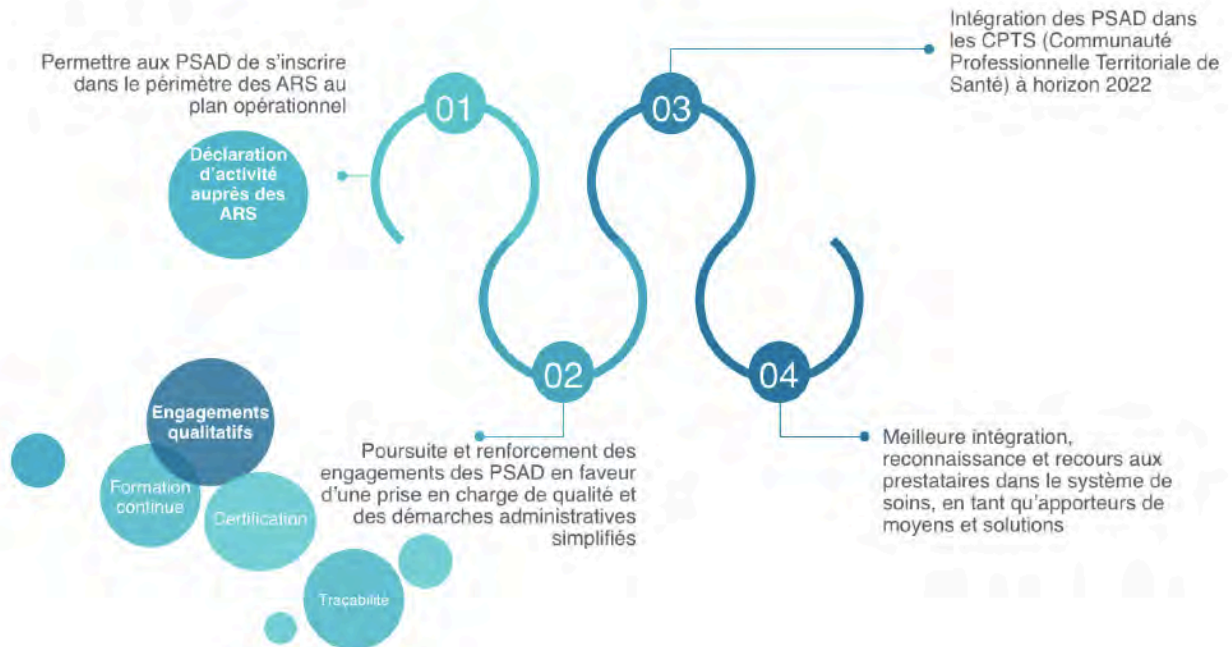 Permettre aux PSAD de s'inscrire
dans le périmètre des ARS au
plan opérationnel
Déclaration
d'activité
auprès des
ARS
01
02
Poursuite et renforcement des
engagements des PSAD en faveur
d'une prise en charge de qualité et
des démarches administratives
simplifiés
Engagements
qualitatifs
Formation
continue
Certification
Traçabilité
03
Intégration des PSAD dans
les CPTS (Communauté
Professionnelle Territoriale de
Santé) à horizon 2022
04
Meilleure intégration,
reconnaissance et recours aux
prestataires dans le système de
soins, en tant qu'apporteurs de
moyens et solutions